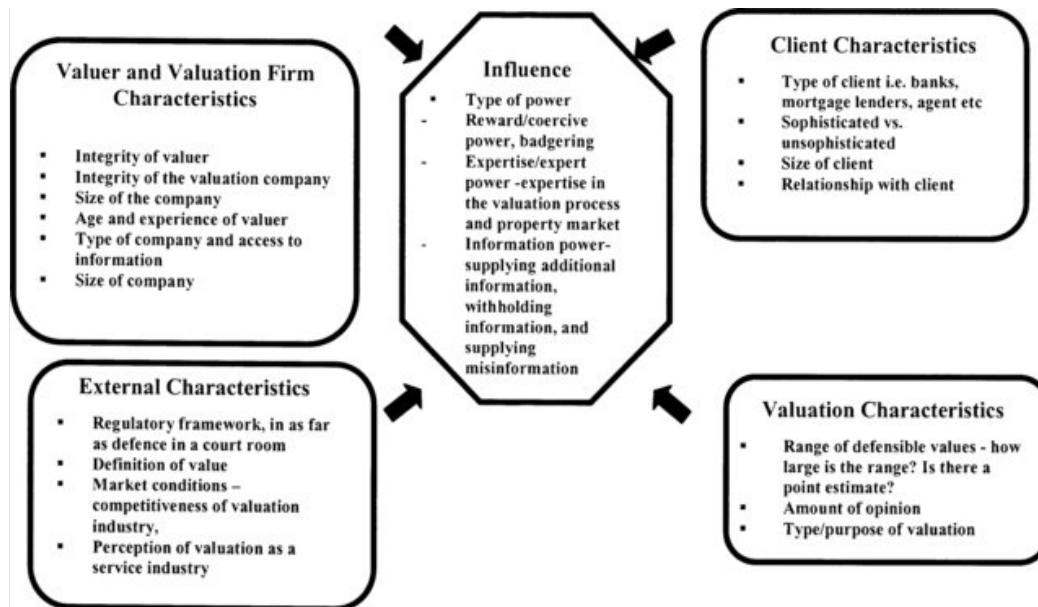 Valuer and Valuation Firm
Characteristics
▪ Integrity of valuer
▪ Integrity of the valuation company
▪ Size of the company
▪ Age and experience of valuer
▪ Type of company and access to
information
▪ Size of company
Influence
▪ Type of power
- Reward/coercive
power, badgering
- Expertise/expert
power -expertise in
the valuation process
and property market
- Information power-
supplying additional
information,
withholding
information, and
supplying
misinformation
Client Characteristics
▪ Type of client i.e. banks,
mortgage lenders, agent etc
▪ Sophisticated vs.
unsophisticated
▪ Size of client
▪ Relationship with client
External Characteristics
▪ Regulatory framework, in as far
as defence in a court room
▪ Definition of value
▪ Market conditions –
competitiveness of valuation
industry,
▪ Perception of valuation as a
service industry
Valuation Characteristics
▪ Range of defensible values - how
large is the range? Is there a
point estimate?
▪ Amount of opinion
▪ Type/purpose of valuation